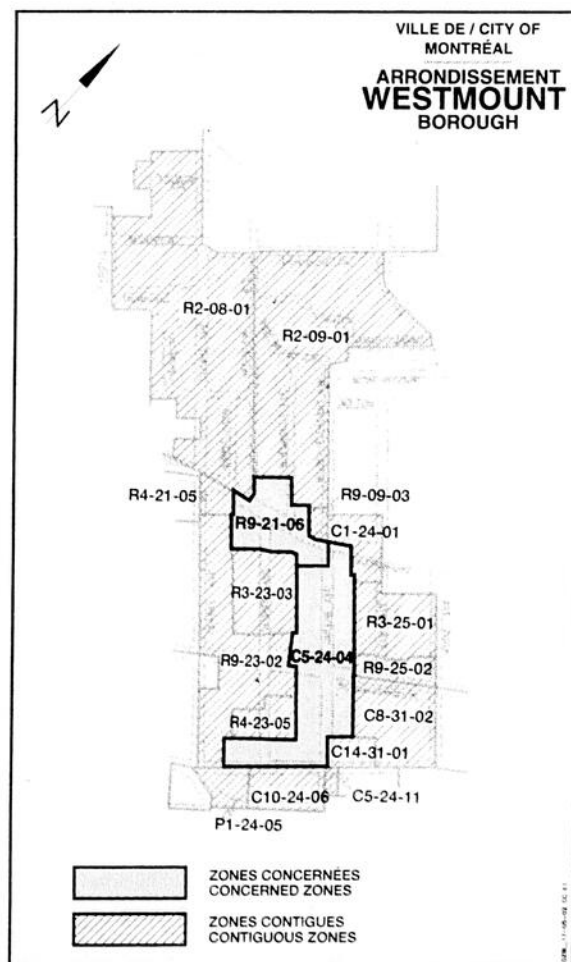 VILLE DE / CITY OF
MONTRÉAL
ARRONDISSEMENT
WESTMOUNT
BOROUGH
N
R2-08-01
R2-09-01
R4-21-05
R9-09-03
R9-21-06
C1-24-01
R3-23-03
R3-25-01
R9-23-02
C5-24-04
R9-25-02
R4-23-05
C8-31-02
C14-31-01
C10-24-06
C5-24-11
P1-24-05
ZONES CONCERNÉES
CONCERNED ZONES
ZONES CONTIGUES
CONTIGUOUS ZONES